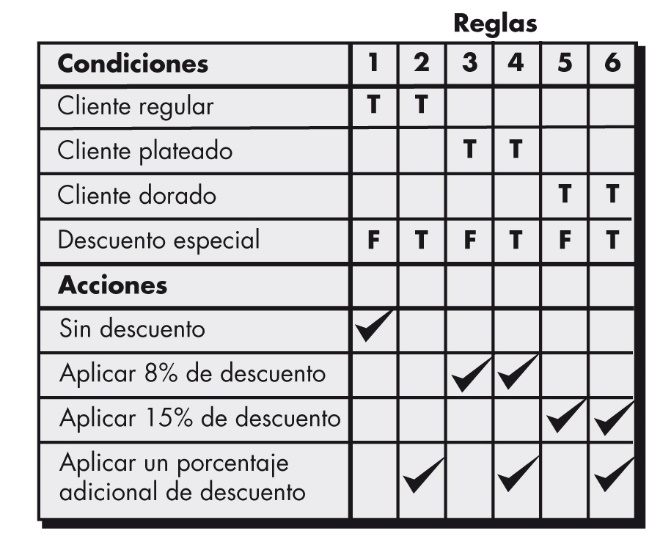 Reglas
Condiciones 1 2 3 4 5 6
Cliente regular T T
Cliente plateado T T
Cliente dorado T T
Descuento especial F T F T F T
Acciones
Sin descuento ✓
Aplicar 8% de descuento ✓ ✓
Aplicar 15% de descuento ✓ ✓
Aplicar un porcentaje
adicional de descuento ✓ ✓ ✓